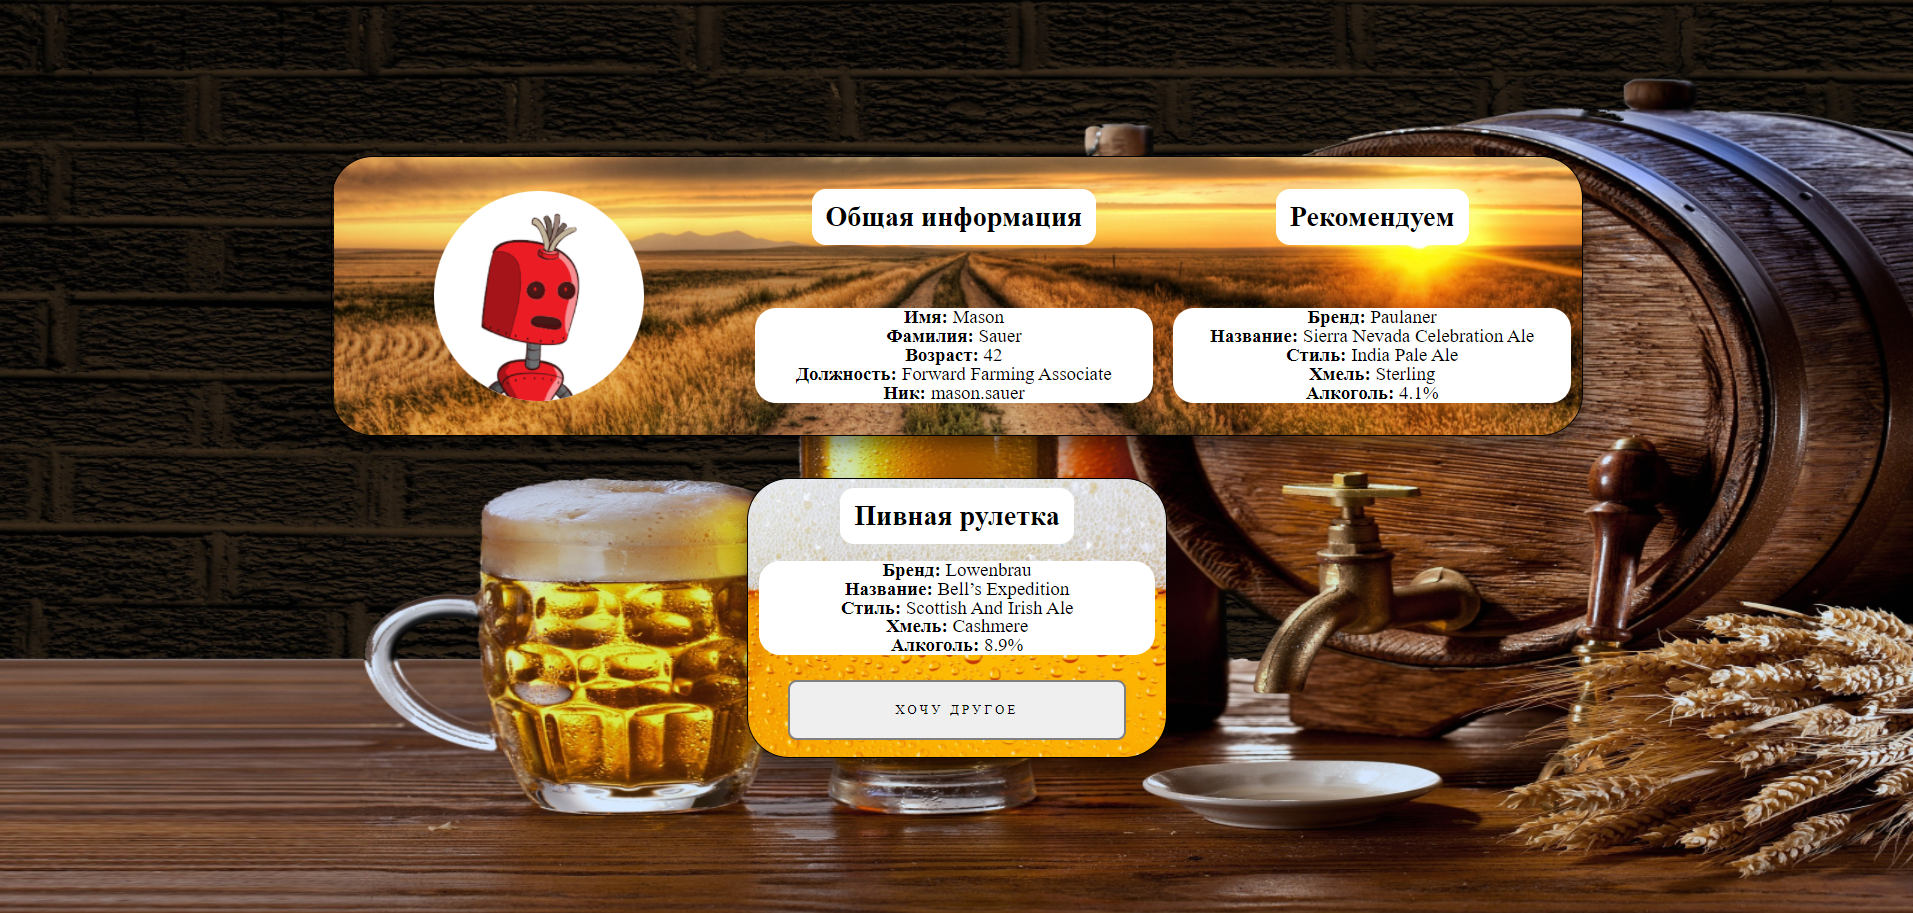 Общая информация
Имя: Mason
Фамилия: Sauer
Возраст: 42
Должность: Forward Farming Associate
Ник: mason.sauer
Рекомендуем
Бренд: Paulaner
Название: Sierra Nevada Celebration Ale
Стиль: India Pale Ale
Хмель: Sterling
Алкоголь: 4.1%
Пивная рулетка
Бренд: Lowenbrau
Название: Bell’s Expedition
Стиль: Scottish And Irish Ale
Хмель: Cashmere
Алкоголь: 8.9%
ХОЧУ ДРУГОЕ